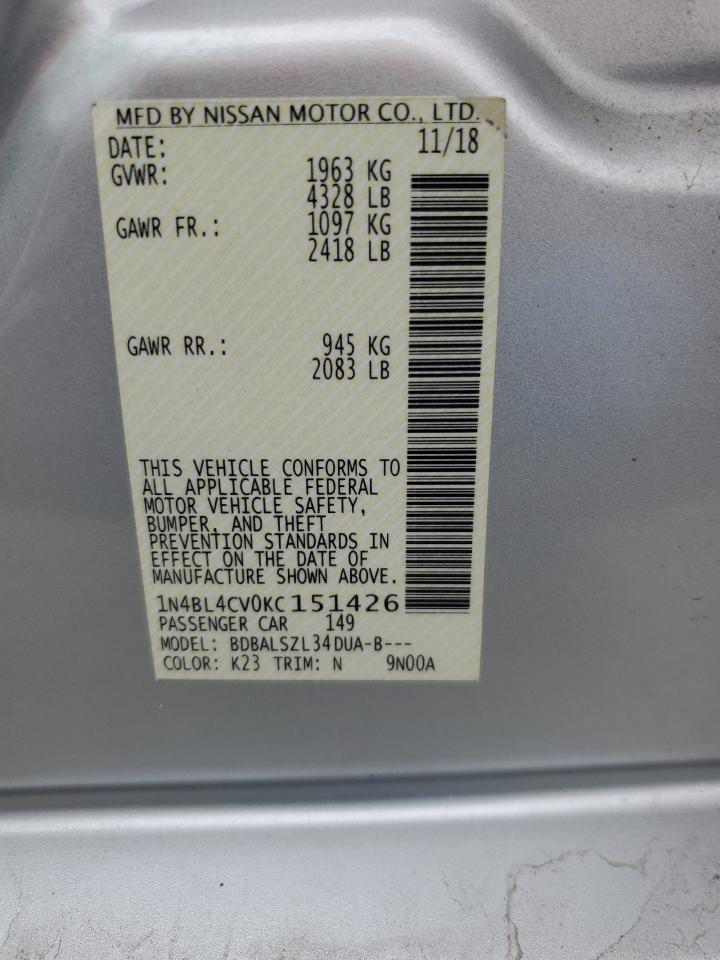 MFD BY NISSAN MOTOR CO., LTD.
DATE: 11/18
GVWR: 1963 KG
4328 LB
GAWR FR.: 1097 KG
2418 LB
GAWR RR.: 945 KG
2083 LB
THIS VEHICLE CONFORMS TO
ALL APPLICABLE FEDERAL
MOTOR VEHICLE SAFETY,
BUMPER, AND THEFT
PREVENTION STANDARDS IN
EFFECT ON THE DATE OF
MANUFACTURE SHOWN ABOVE.
1N4BL4CV0KC151426
PASSENGER CAR 149
MODEL: BDBALSZL34DUA-B---
COLOR: K23 TRIM: N 9N00A